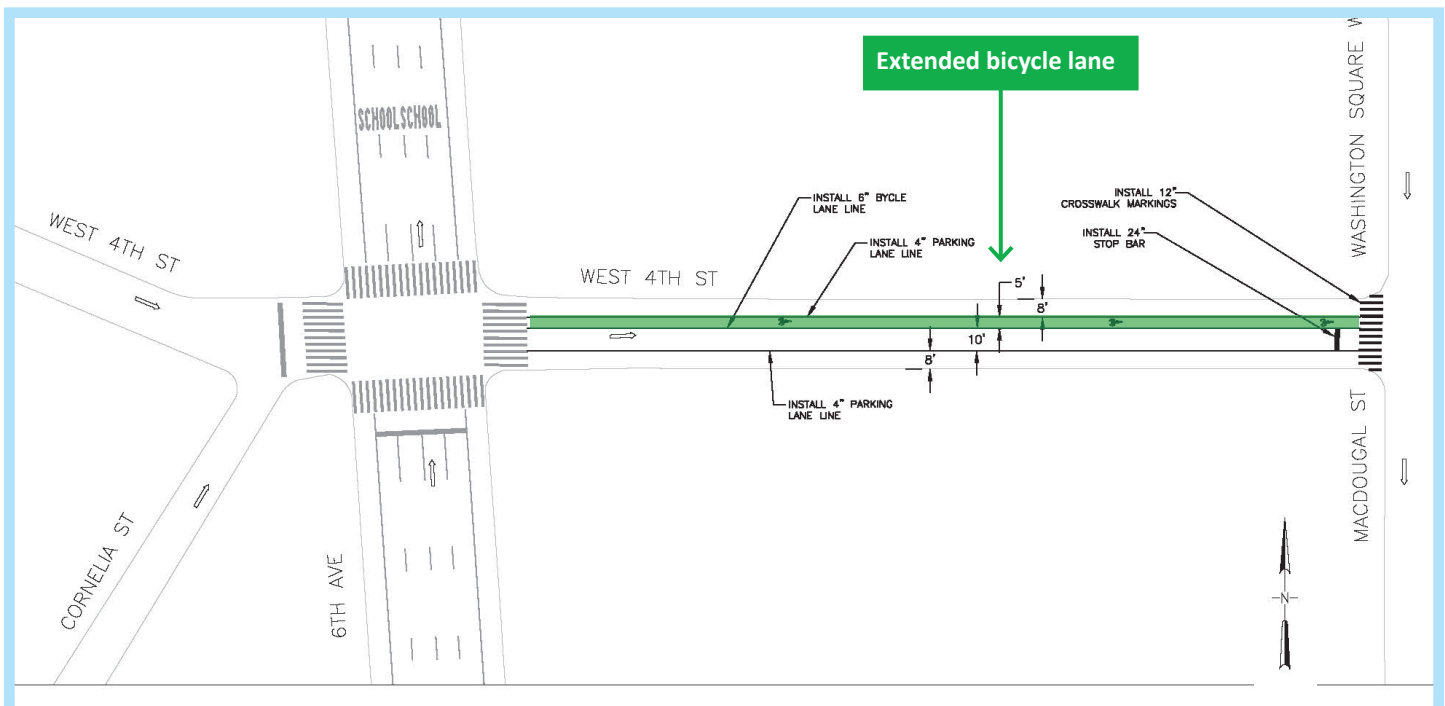 Extended bicycle lane
WASHINGTON SQUARE
SCHOOL SCHOOL
INSTALL 6" BYCLE
LANE LINE
INSTALL 12"
CROSSWALK MARKINGS
INSTALL 4" PARKING
LANE LINE
INSTALL 24"
STOP BAR
WEST 4TH ST
WEST 4TH ST
5'
8'
10'
8'
INSTALL 4" PARKING
LANE LINE
MACDOUGAL ST
CORNELIA ST
6TH AVE
N